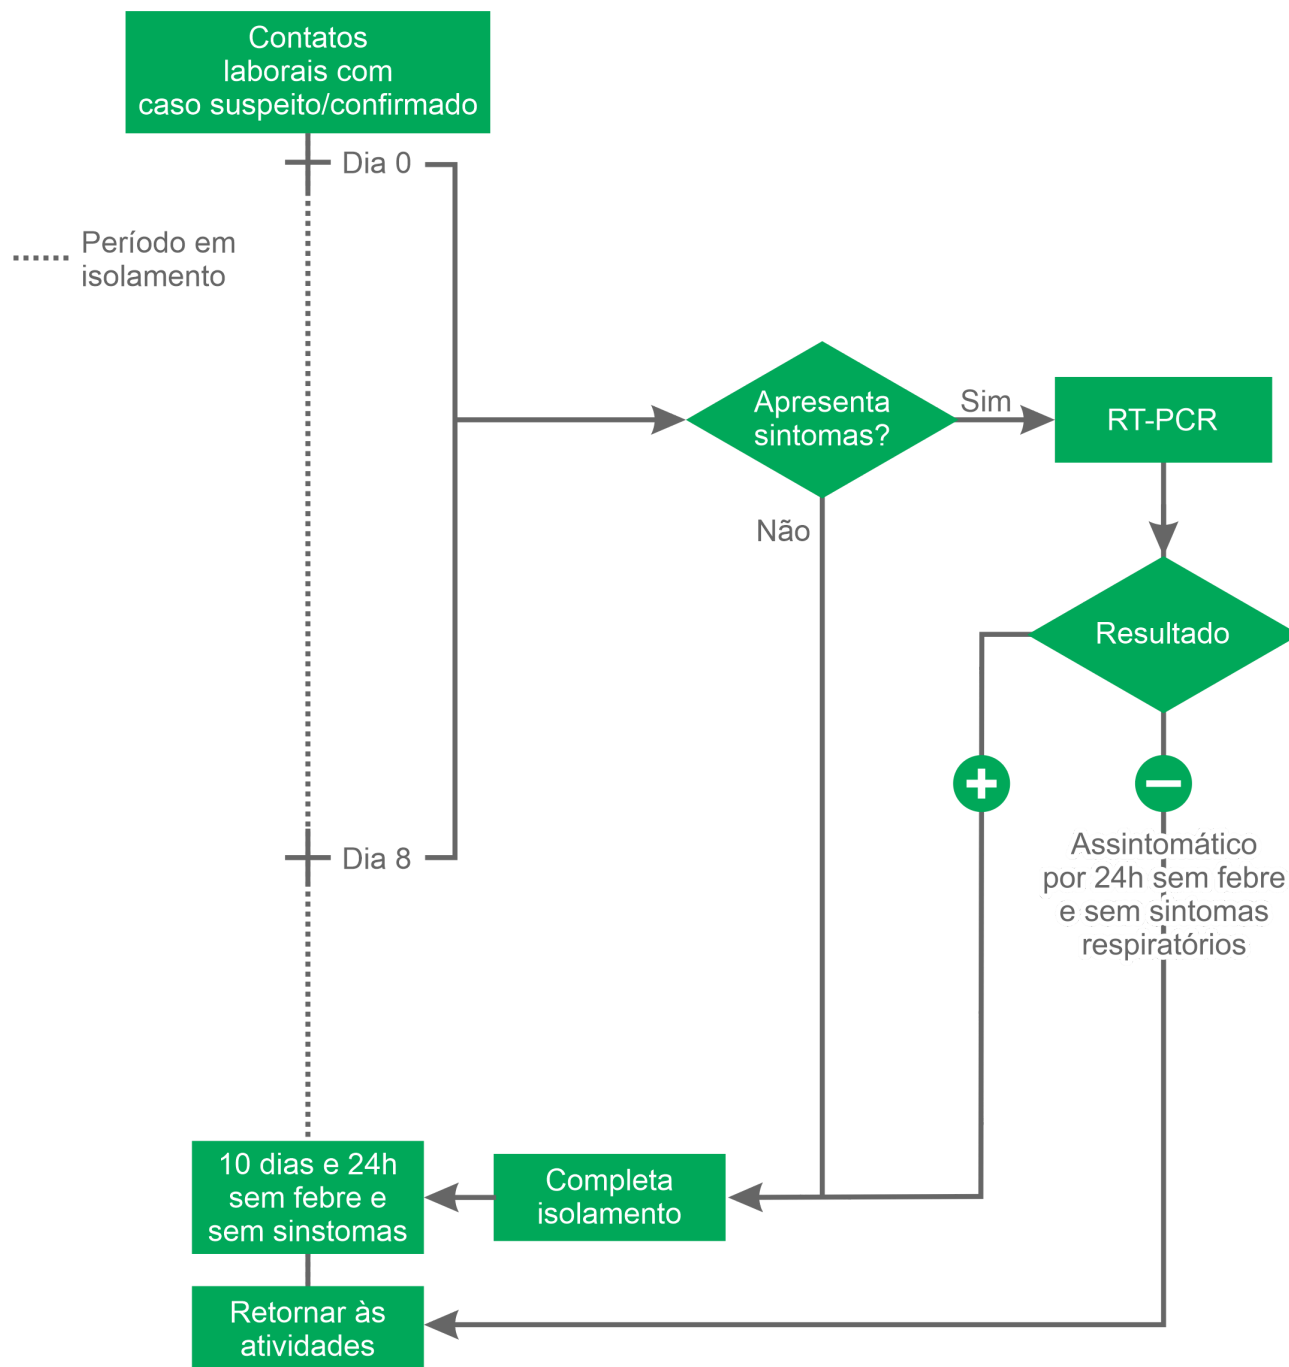 Contatos
laborais com
caso suspeito/confirmado
Dia 0
Período em
isolamento
Apresenta
sintomas?
Sim
RT-PCR
Não
Resultado
Dia 8
Assintomático
por 24h sem febre
e sem sintomas
respiratórios
10 dias e 24h
sem febre e
sem sinstomas
Completa
isolamento
Retornar às
atividades